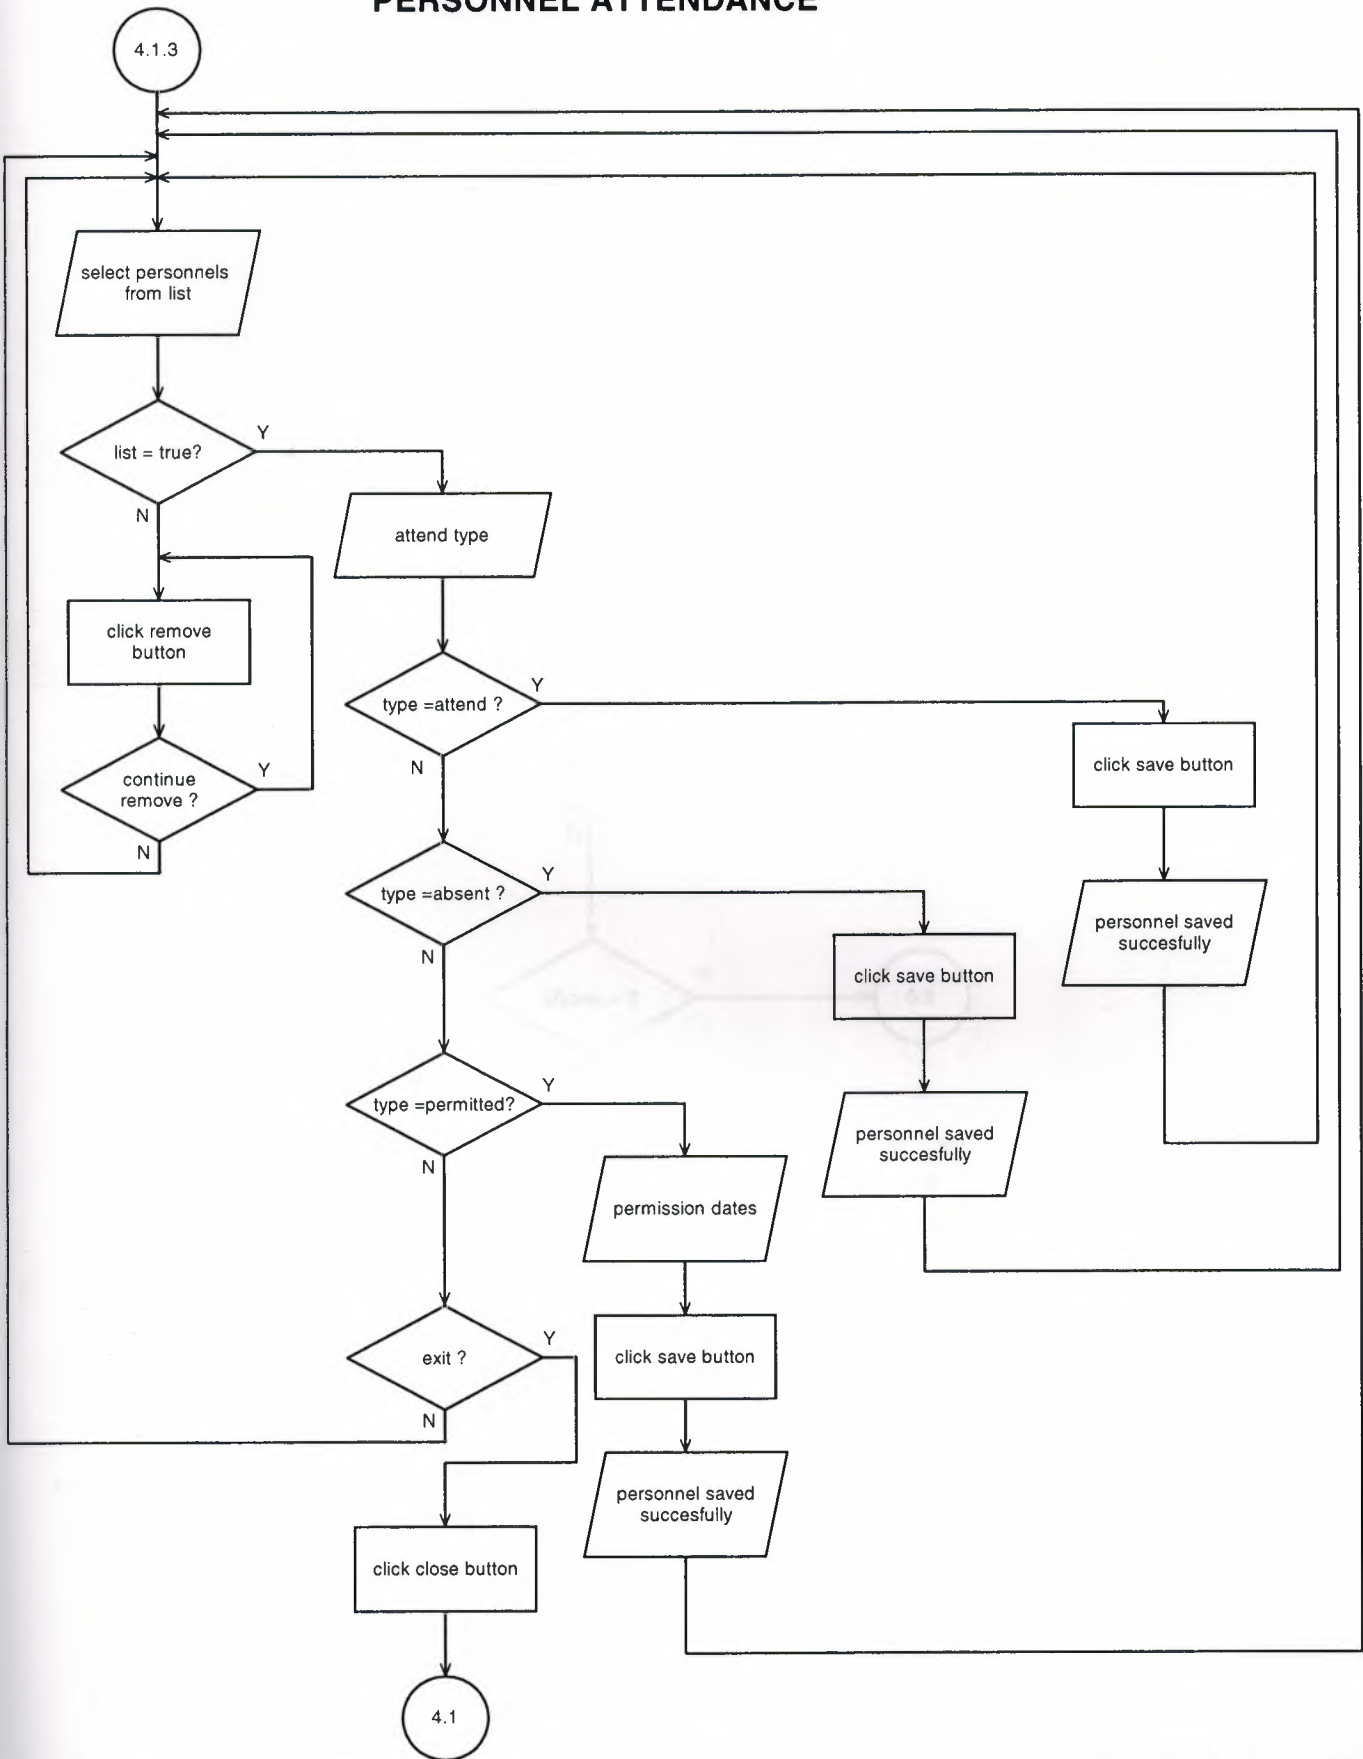 PERSONNEL ATTENDANCE
4.1.3
select personnels
from list
list = true?
Y
N
attend type
click remove
button
type =attend ?
Y
N
click save button
continue
remove ?
Y
N
type =absent ?
Y
N
personnel saved
succesfully
click save button
type =permitted?
Y
N
personnel saved
succesfully
permission dates
exit ?
Y
N
click save button
personnel saved
succesfully
click close button
4.1